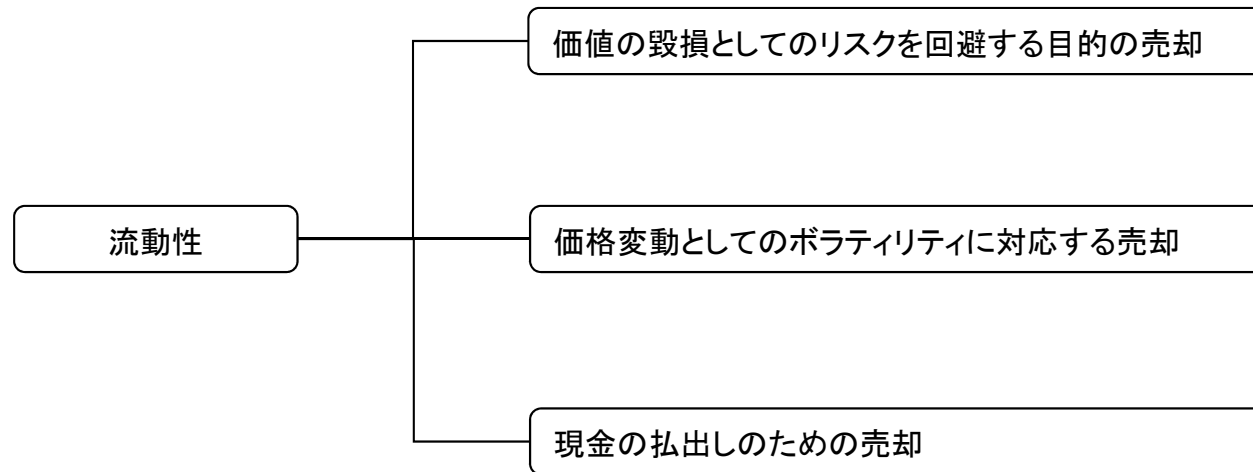 価値の毀損としてのリスクを回避する目的の売却
流動性
価格変動としてのボラティリティに対応する売却
現金の払出しのための売却